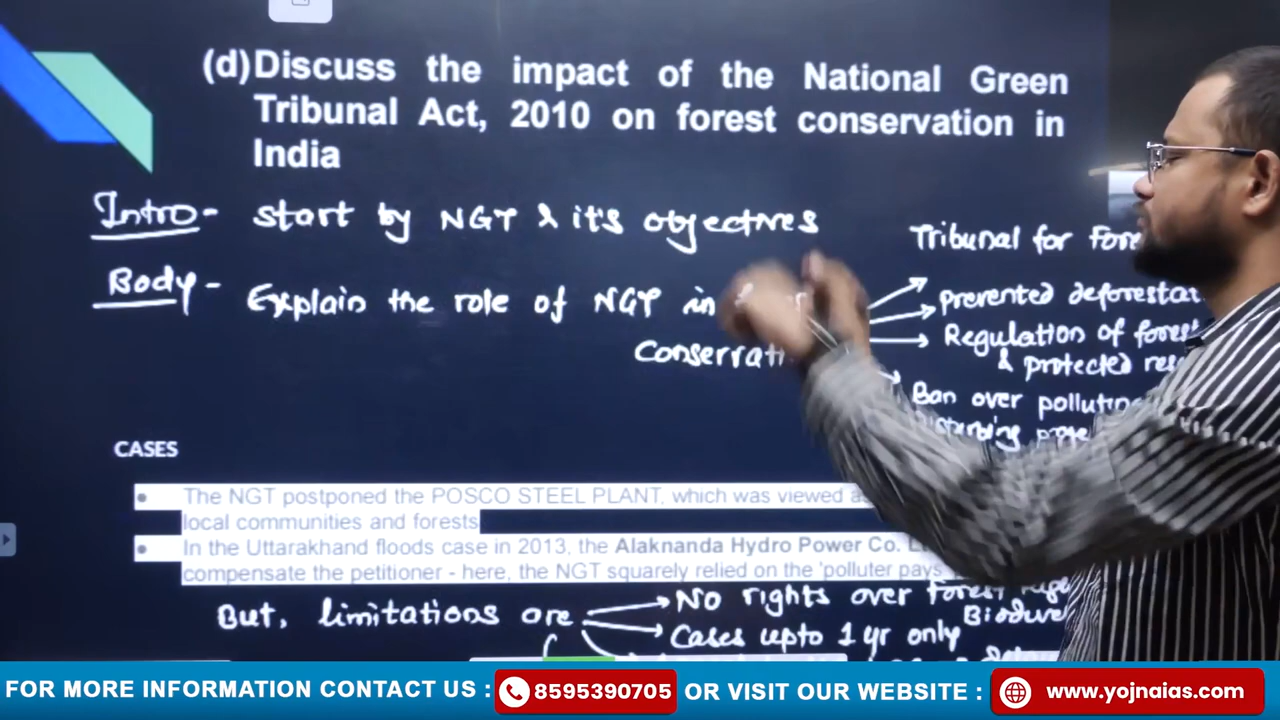 (d) Discuss the impact of the National Green
Tribunal Act, 2010 on forest conservation in
India
Intro - start by NGT & it's objectives
Body - Explain the role of NGT in
Tribunal for
prevented
Regulation of forest
& protected
Ban over
CASES
• The NGT postponed the POSCO STEEL PLANT, which was viewed
local communities and forests
• In the Uttarakhand floods case in 2013, the Alaknanda Hydro Power Co.
compensate the petitioner - here, the NGT squarely relied on the 'polluter pays
But, limitations are
No rights over forest
Cases upto 1 yr only
FOR MORE INFORMATION CONTACT US : 8595390705 OR VISIT OUR WEBSITE : www.yojnaias.com